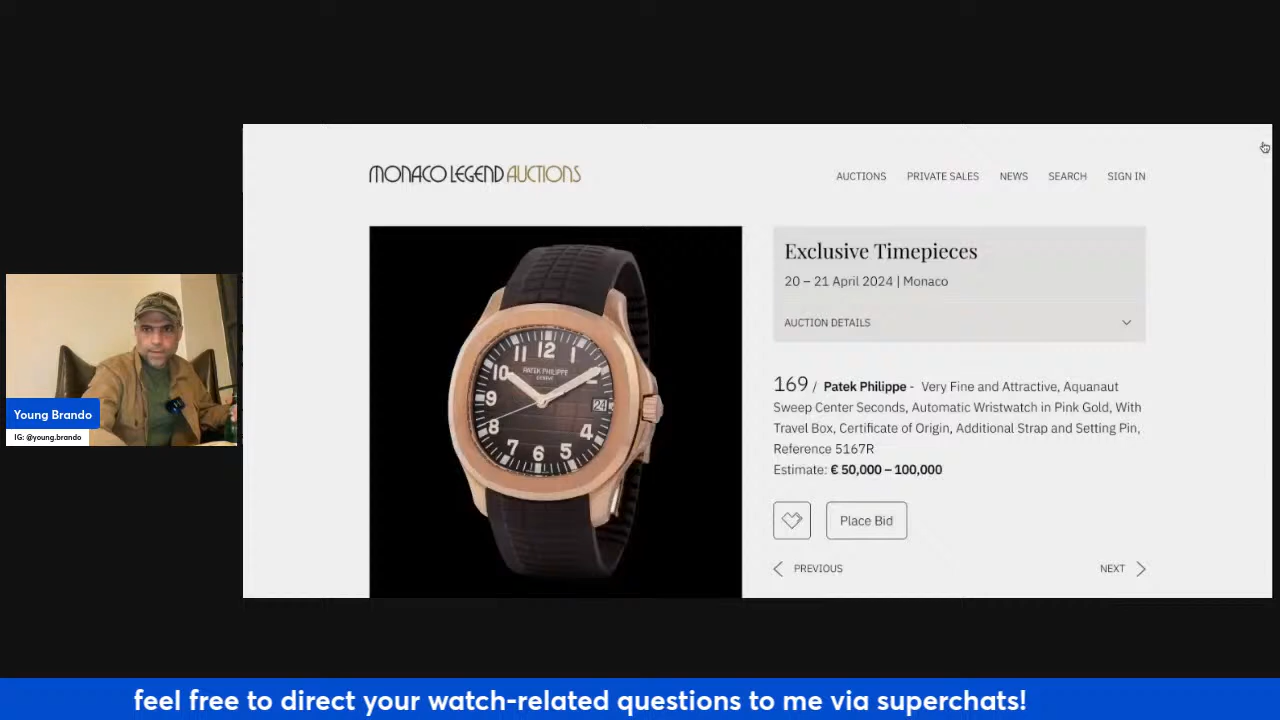 MONACO LEGEND AUCTIONS
AUCTIONS PRIVATE SALES NEWS SEARCH SIGN IN
Exclusive Timepieces
20 – 21 April 2024 | Monaco
AUCTION DETAILS
169 / Patek Philippe - Very Fine and Attractive, Aquanaut
Sweep Center Seconds, Automatic Wristwatch in Pink Gold, With
Travel Box, Certificate of Origin, Additional Strap and Setting Pin,
Reference 5167R
Estimate: € 50,000 – 100,000
Place Bid
PREVIOUS NEXT
12
11 1
10
PATEK PHILIPPE
GENEVE
9 24
8 4
7 6 5
Young Brando
IG: @young.brando
feel free to direct your watch-related questions to me via superchats!